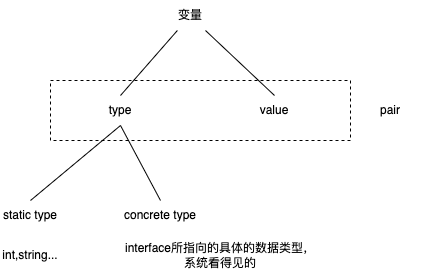 变量
type value pair
static type concrete type
int,string...
interface所指向的具体的数据类型，
系统看得见的